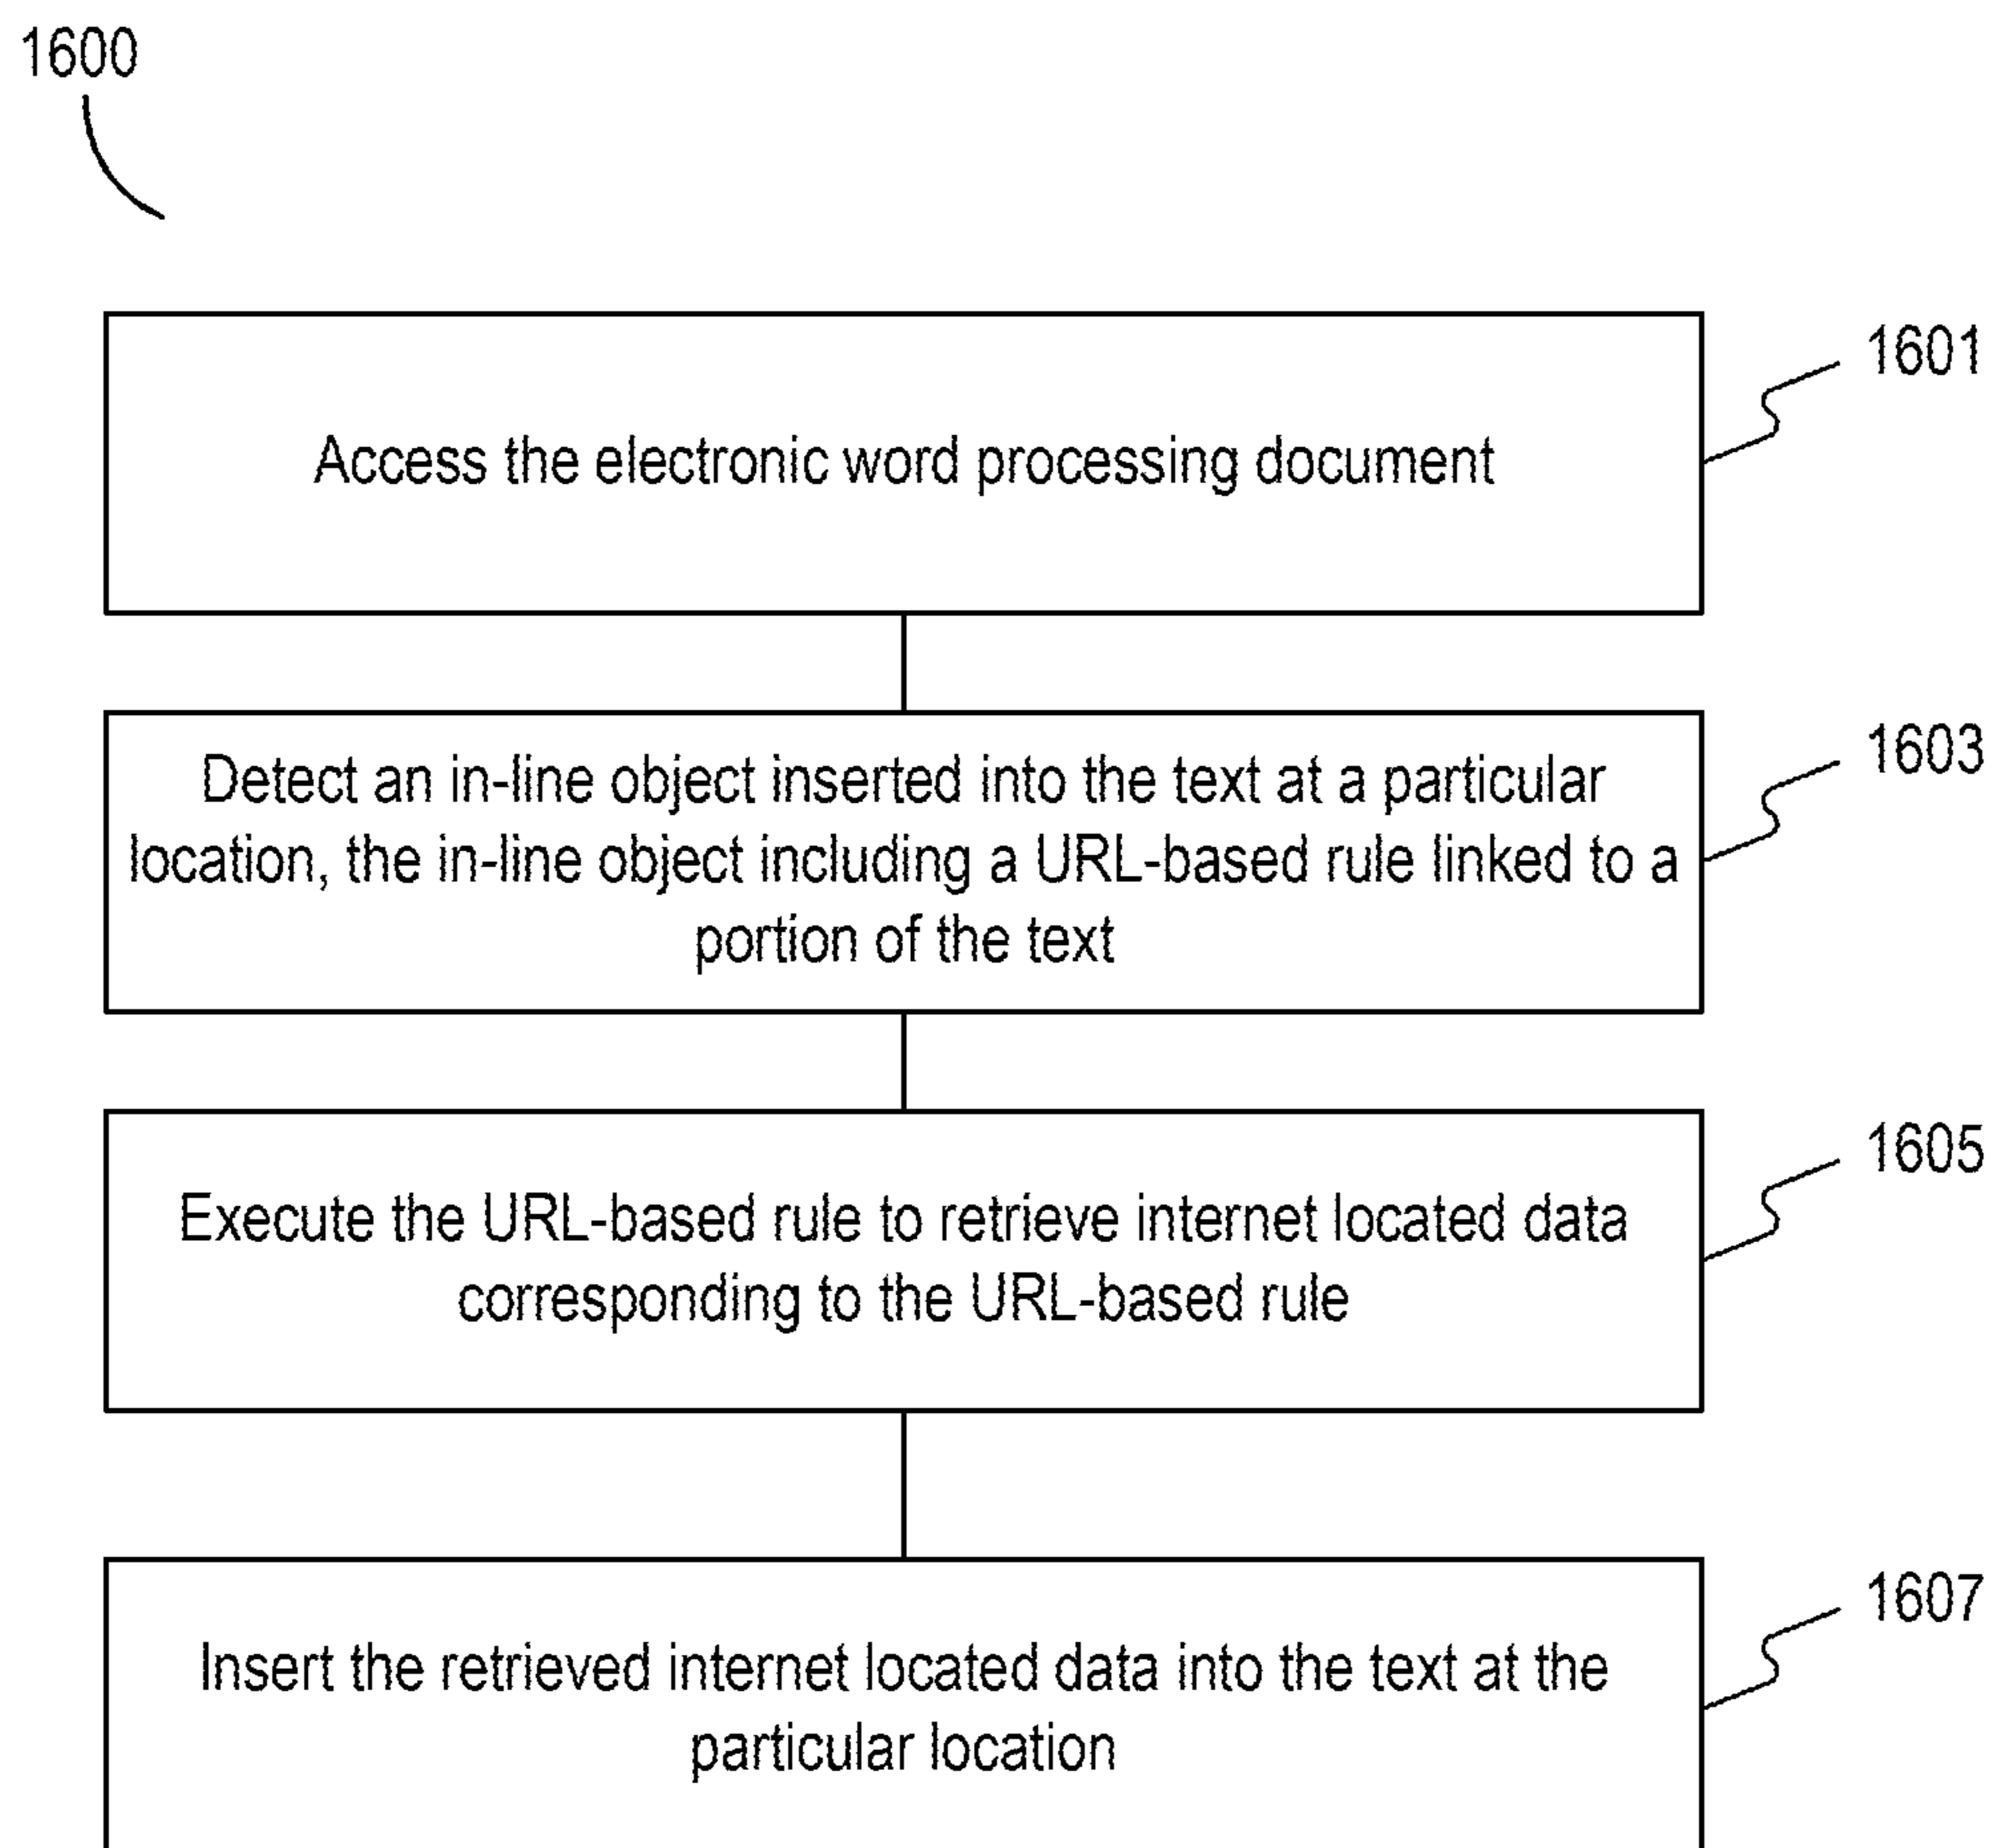 1600
1601
Access the electronic word processing document
1603
Detect an in-line object inserted into the text at a particular
location, the in-line object including a URL-based rule linked to a
portion of the text
1605
Execute the URL-based rule to retrieve internet located data
corresponding to the URL-based rule
1607
Insert the retrieved internet located data into the text at the
particular location